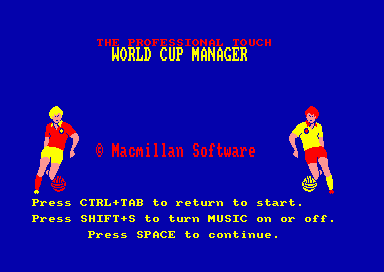 THE PROFESSIONAL TOUCH
WORLD CUP MANAGER
© Macmillan Software
Press CTRL+TAB to return to start.
Press SHIFT+S to turn MUSIC on or off.
Press SPACE to continue.